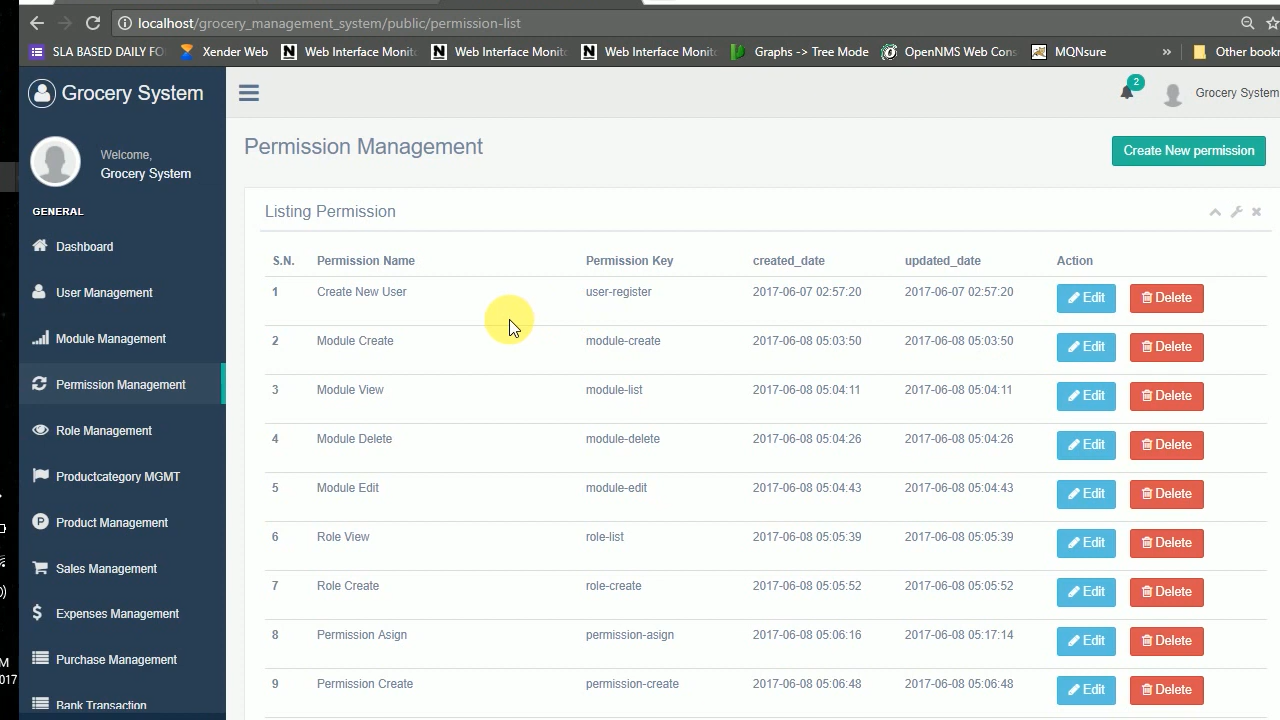 localhost/grocery_management_system/public/permission-list
SLA BASED DAILY FO Xender Web Web Interface Monit Web Interface Monit Web Interface Monit Graphs -> Tree Mode OpenNMS Web Cons MQNsure » Other bookm
Grocery System
2
Grocery System
Welcome,
Grocery System
Permission Management
Create New permission
GENERAL
Dashboard
User Management
Module Management
Permission Management
Role Management
Productcategory MGMT
Product Management
Sales Management
Expenses Management
Purchase Management
Bank Transaction
Listing Permission
S.N. Permission Name Permission Key created_date updated_date Action
1 Create New User user-register 2017-06-07 02:57:20 2017-06-07 02:57:20 Edit Delete
2 Module Create module-create 2017-06-08 05:03:50 2017-06-08 05:03:50 Edit Delete
3 Module View module-list 2017-06-08 05:04:11 2017-06-08 05:04:11 Edit Delete
4 Module Delete module-delete 2017-06-08 05:04:26 2017-06-08 05:04:26 Edit Delete
5 Module Edit module-edit 2017-06-08 05:04:43 2017-06-08 05:04:43 Edit Delete
6 Role View role-list 2017-06-08 05:05:39 2017-06-08 05:05:39 Edit Delete
7 Role Create role-create 2017-06-08 05:05:52 2017-06-08 05:05:52 Edit Delete
8 Permission Asign permission-asign 2017-06-08 05:06:16 2017-06-08 05:17:14 Edit Delete
9 Permission Create permission-create 2017-06-08 05:06:48 2017-06-08 05:06:48 Edit Delete
M
017